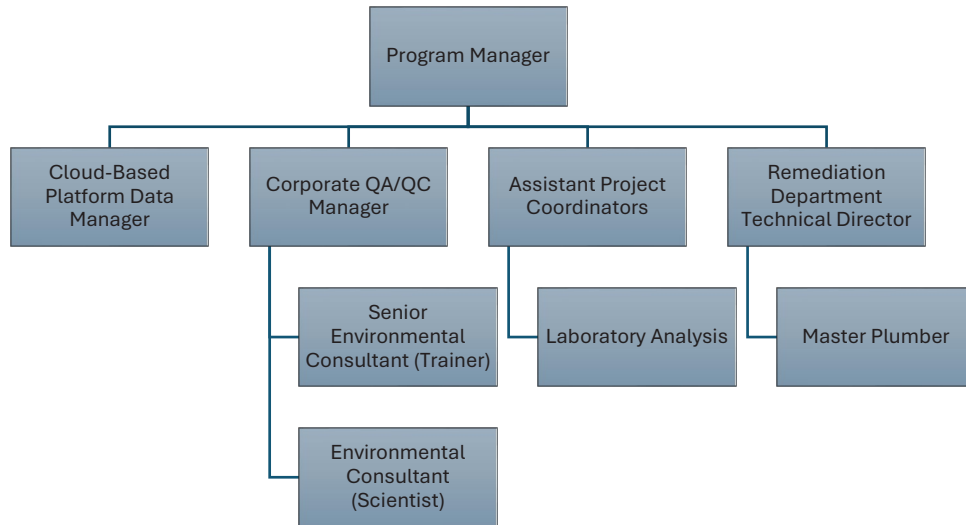 Program Manager
Cloud-Based
Platform Data
Manager
Corporate QA/QC
Manager
Assistant Project
Coordinators
Remediation
Department
Technical Director
Senior
Environmental
Consultant (Trainer)
Laboratory Analysis
Master Plumber
Environmental
Consultant
(Scientist)